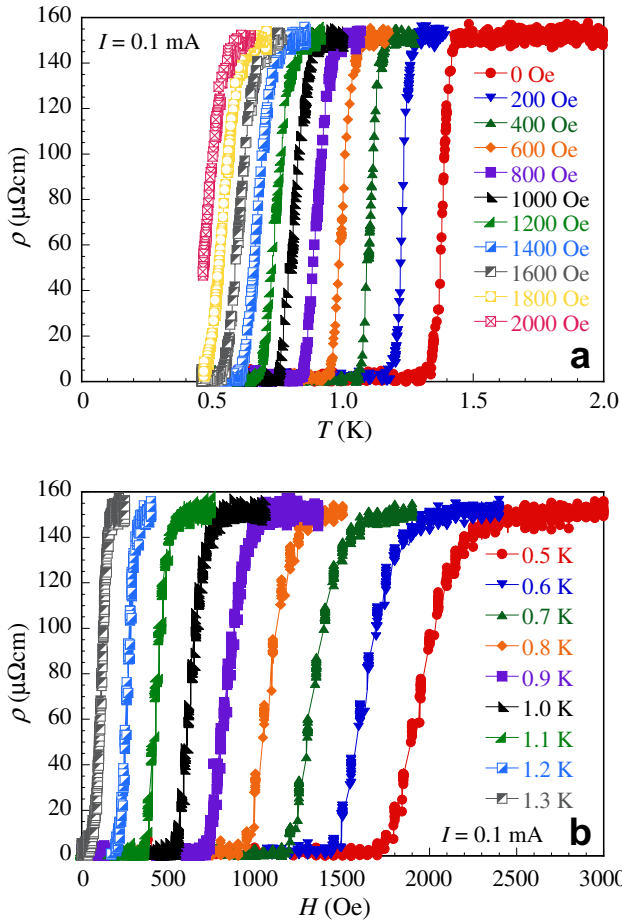 160
140
120
100
80
60
40
20
0
ρ (μΩcm)
I = 0.1 mA
0 Oe
200 Oe
400 Oe
600 Oe
800 Oe
1000 Oe
1200 Oe
1400 Oe
1600 Oe
1800 Oe
2000 Oe
a
0.0 0.5 1.0 1.5 2.0
T (K)
160
140
120
100
80
60
40
20
0
ρ (μΩcm)
0.5 K
0.6 K
0.7 K
0.8 K
0.9 K
1.0 K
1.1 K
1.2 K
1.3 K
I = 0.1 mA b
0 500 1000 1500 2000 2500 3000
H (Oe)